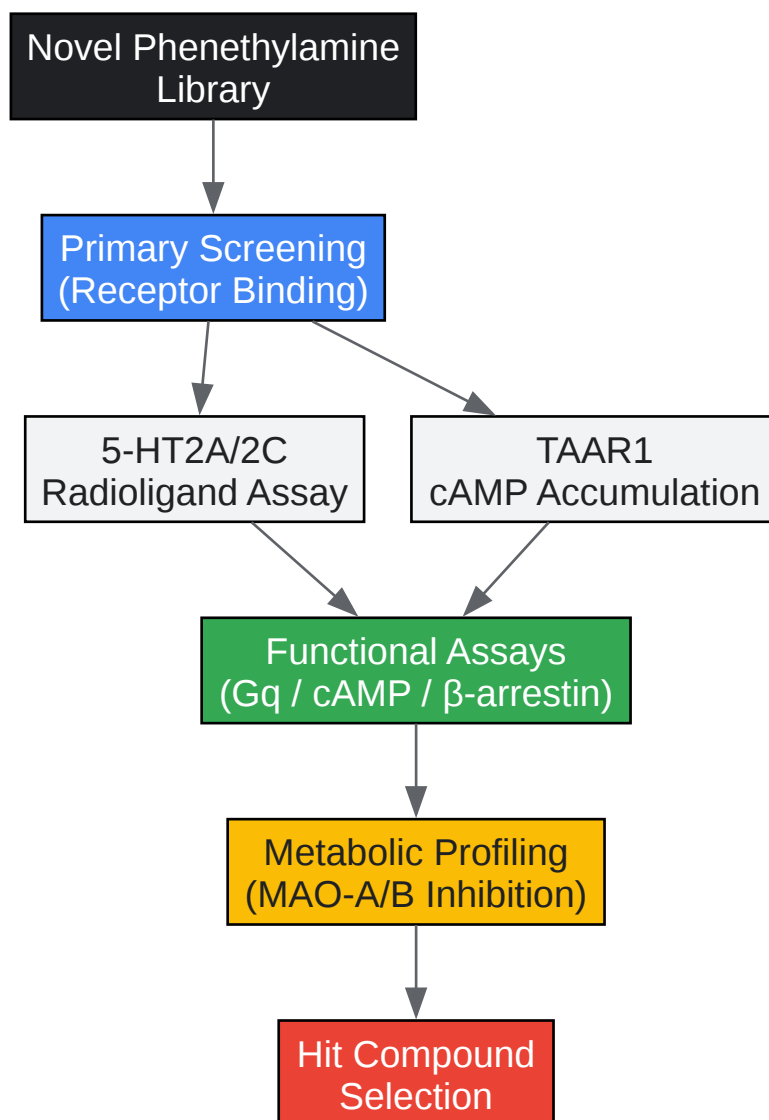 Novel Phenethylamine
Library
Primary Screening
(Receptor Binding)
5-HT2A/2C
Radioligand Assay
TAAR1
cAMP Accumulation
Functional Assays
(Gq / cAMP / β-arrestin)
Metabolic Profiling
(MAO-A/B Inhibition)
Hit Compound
Selection